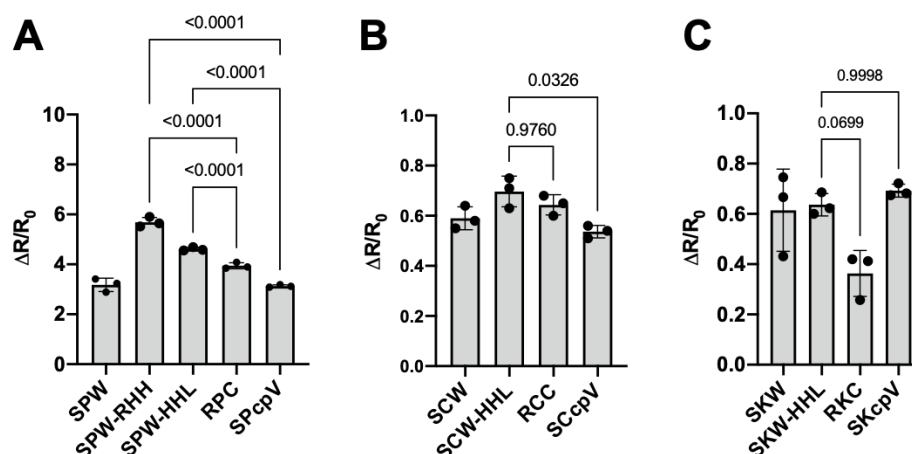 A
<0.0001
<0.0001
<0.0001
<0.0001
ΔR/R0
10
8
6
4
2
0
SPW
SPW-RHH
SPW-HHL
RPC
SPcpV
B
0.0326
0.9760
ΔR/R0
1.0
0.8
0.6
0.4
0.2
0.0
SCW
SCW-HHL
RCC
SCcpV
C
0.9998
0.0699
ΔR/R0
1.0
0.8
0.6
0.4
0.2
0.0
SKW
SKW-HHL
RKC
SKcpV